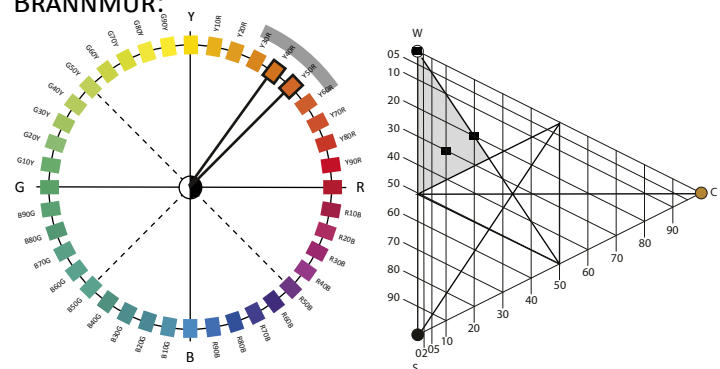 BRANNMUR:
Y
Y10R
Y20R
Y30R
Y40R
Y50R
Y60R
Y70R
Y80R
Y90R
R
R10B
R20B
R30B
R40B
R50B
R60B
R70B
R80B
R90B
B
B10G
B20G
B30G
B40G
B50G
B60G
B70G
B80G
B90G
G
G10Y
G20Y
G30Y
G40Y
G50Y
G60Y
G70Y
G80Y
G90Y
W
05
10
20
30
40
50
60
70
80
90
S
02
05
10
20
30
40
50
60
70
80
90
C